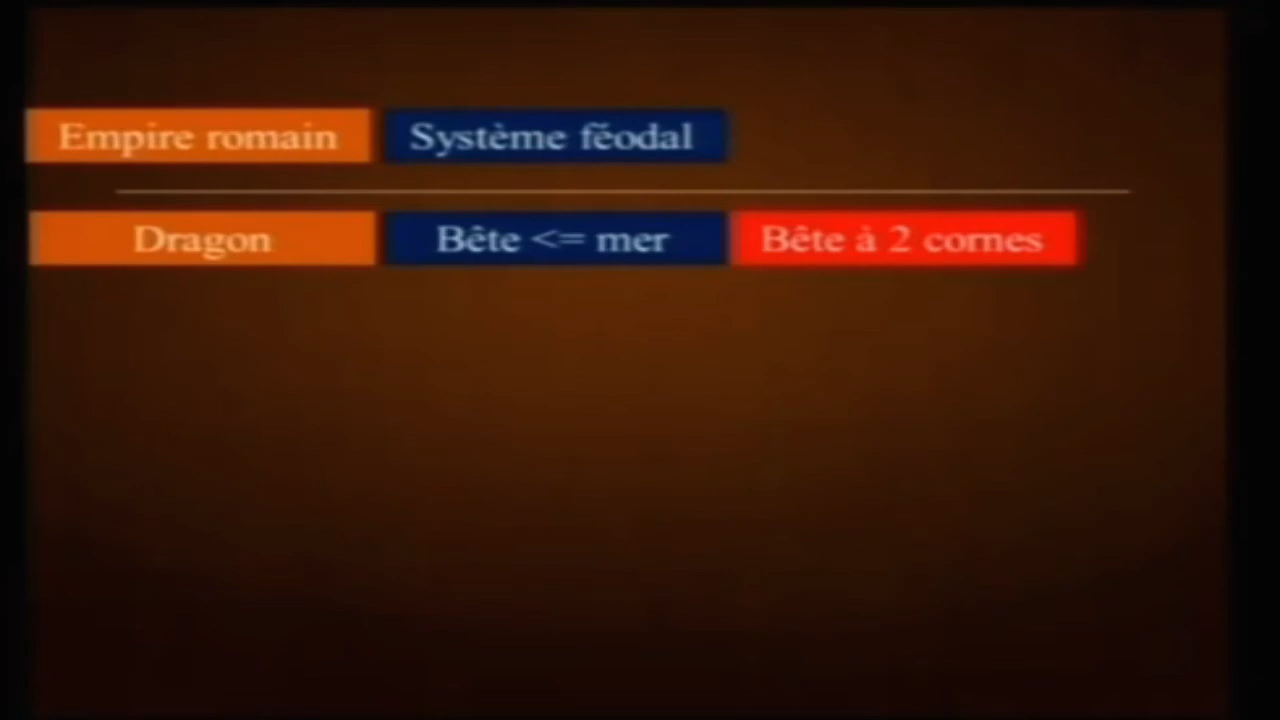 Empire romain Système féodal
Dragon Bête <= mer Bête à 2 cornes